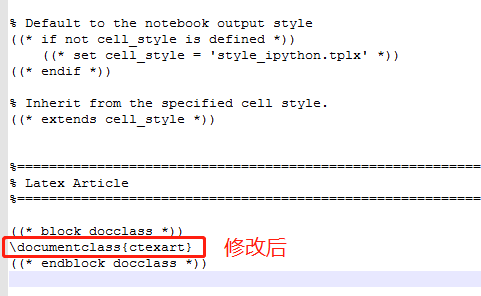 % Default to the notebook output style
((* if not cell_style is defined *))
    ((* set cell_style = 'style_ipython.tplx' *))
((* endif *))
% Inherit from the specified cell style.
((* extends cell_style *))
%===========================================================
% Latex Article
%===========================================================
((* block docclass *))
\documentclass{ctexart} 修改后
((* endblock docclass *))